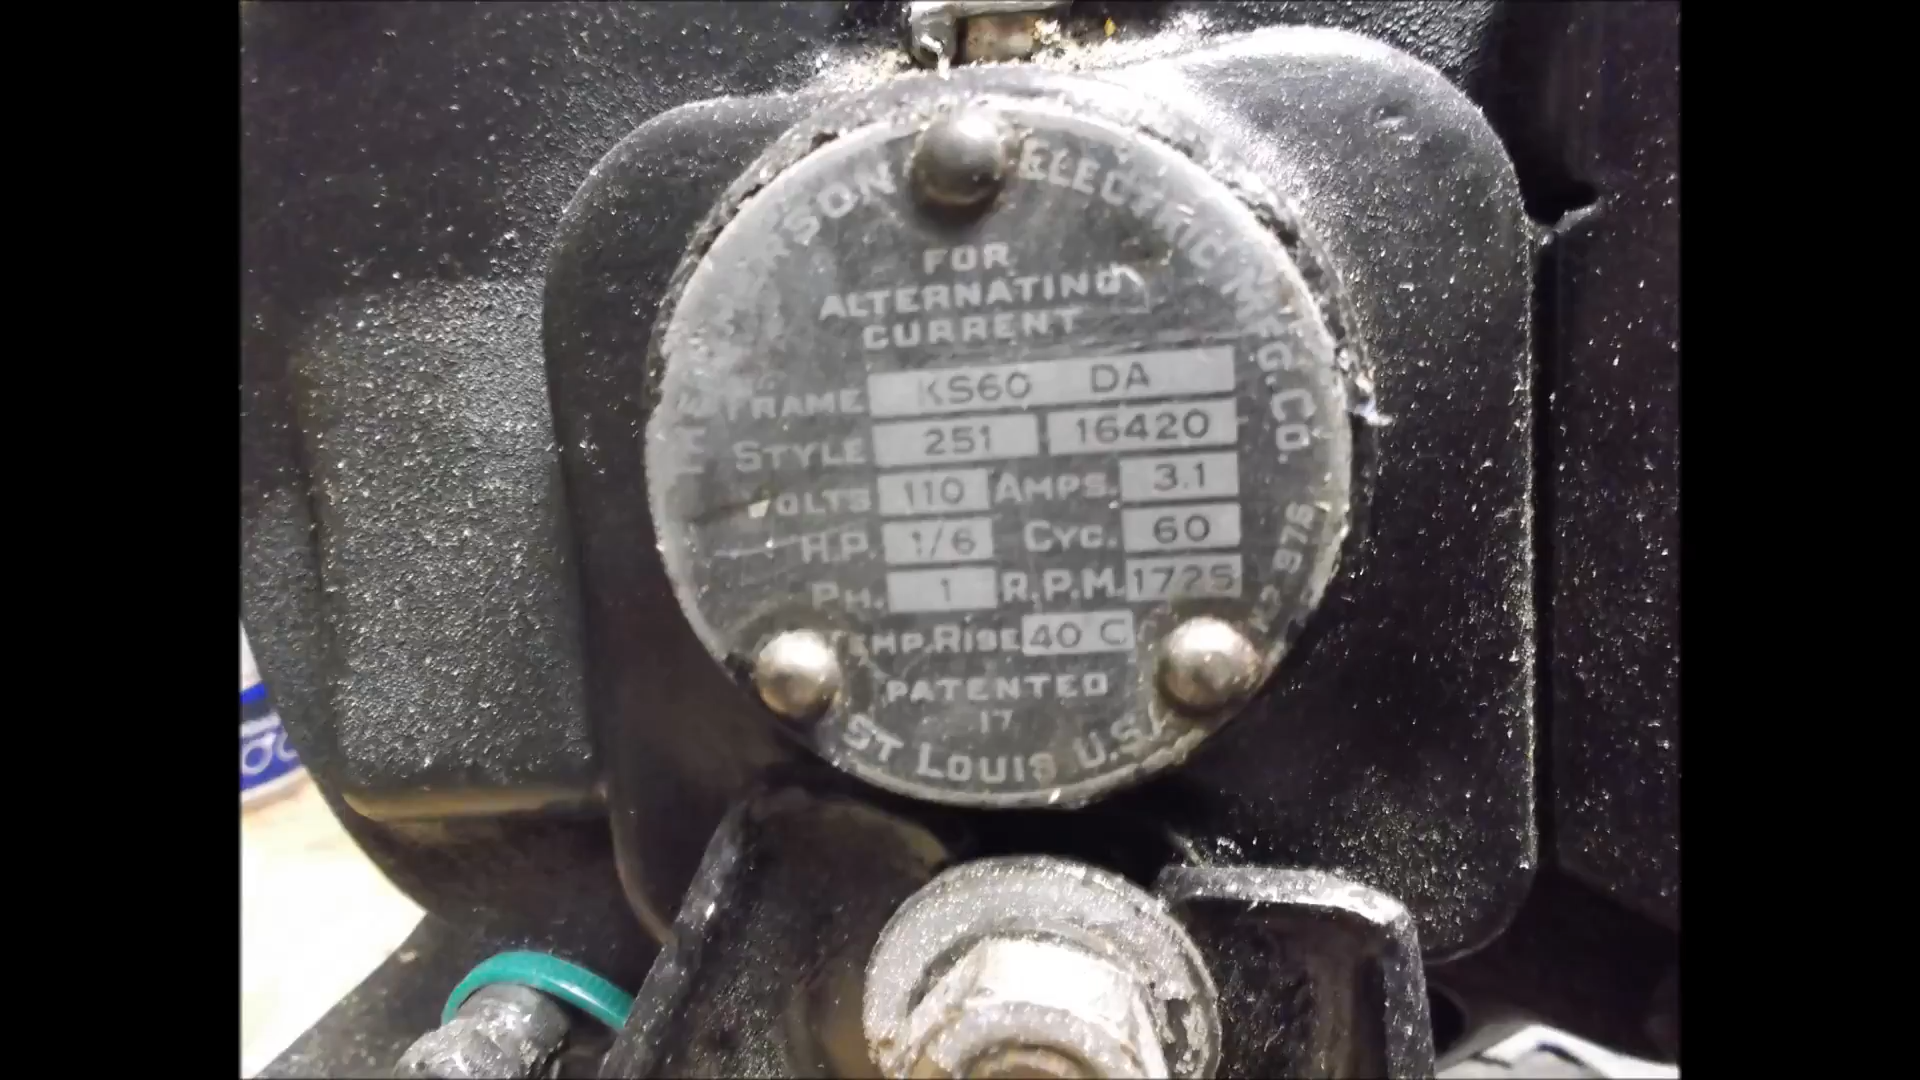 ELECTRIC MFG. CO.
FOR
ALTERNATING
CURRENT
FRAME KS60 DA
STYLE 251 16420
VOLTS 110 AMPS. 3.1
H.P. 1/6 CYC. 60
PH. 1 R.P.M. 1725
TEMP. RISE 40 C
PATENTED
17
ST LOUIS U.S.